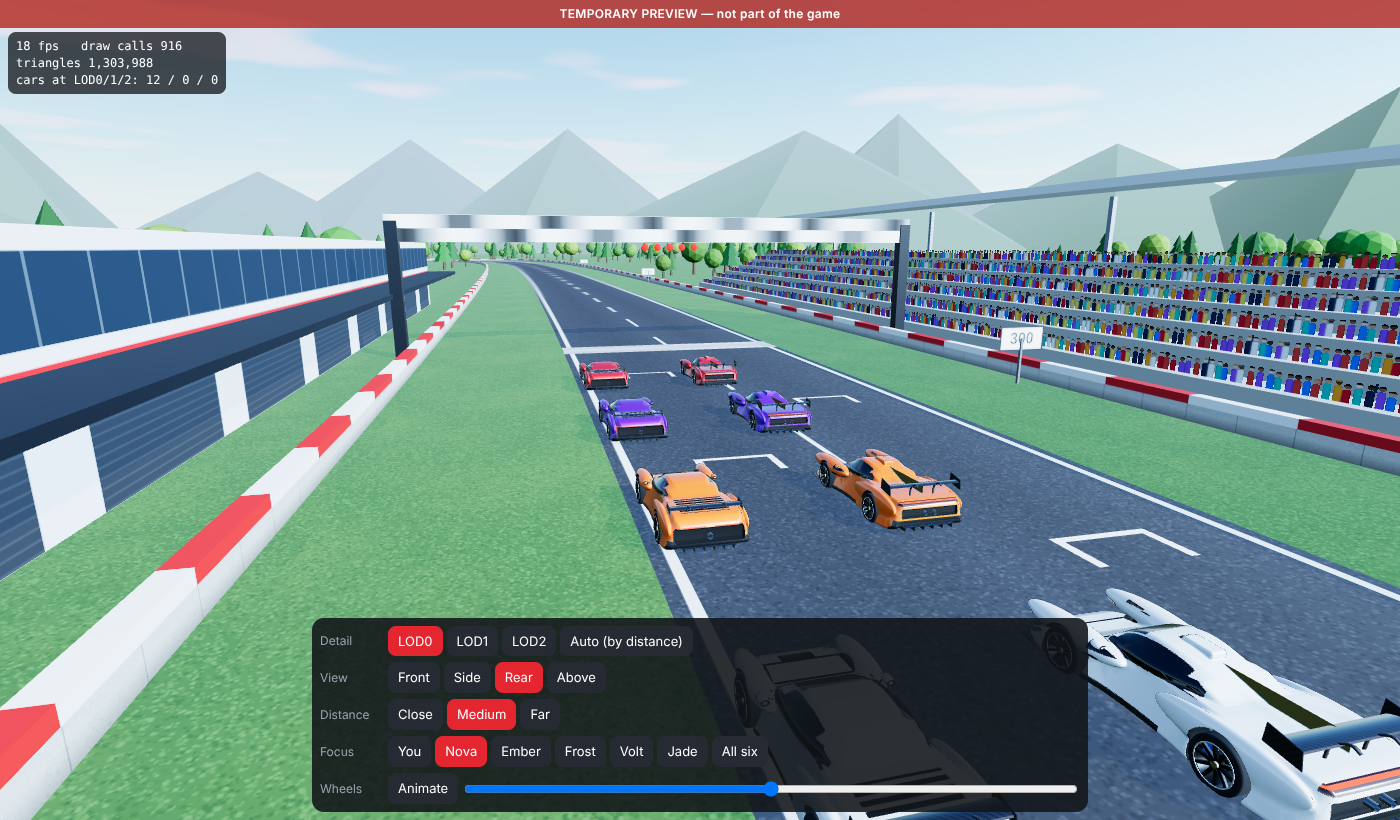 TEMPORARY PREVIEW — not part of the game
18 fps draw calls 916
triangles 1,303,988
cars at LOD0/1/2: 12 / 0 / 0
300
Detail LOD0 LOD1 LOD2 Auto (by distance)
View Front Side Rear Above
Distance Close Medium Far
Focus You Nova Ember Frost Volt Jade All six
Wheels Animate